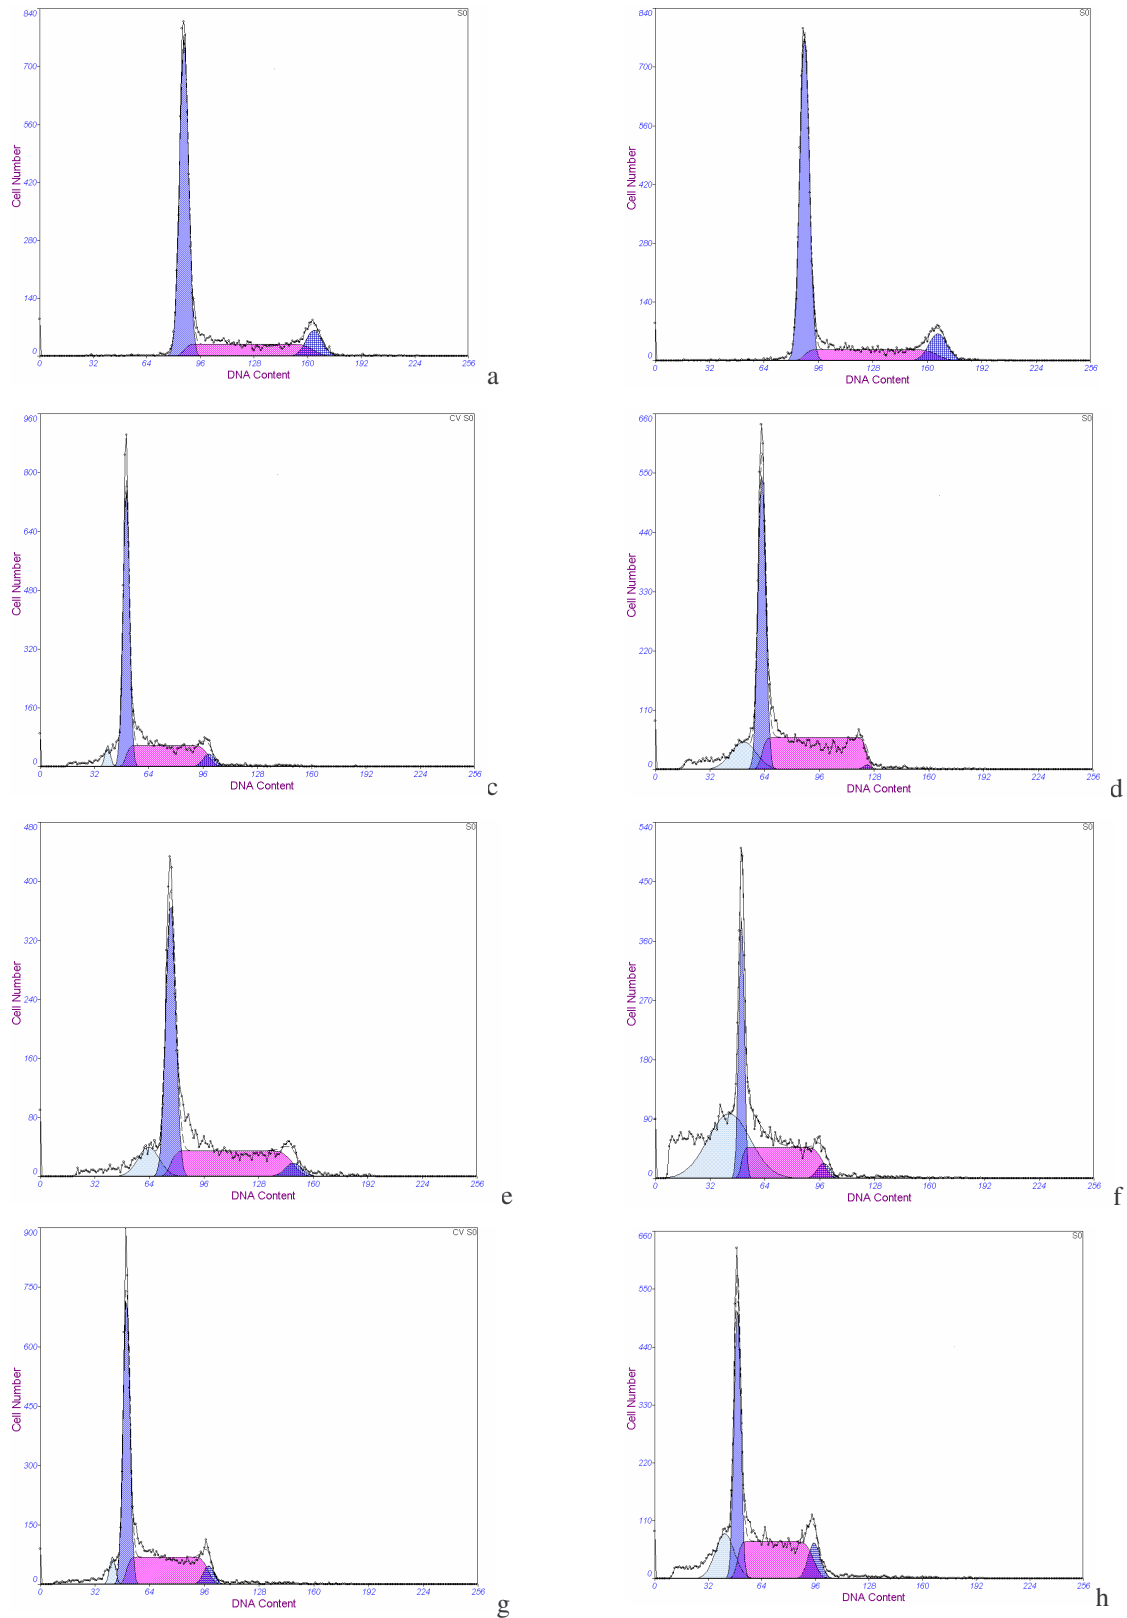 840
700
560
420
280
140
0
Cell Number
S0
0 32 64 96 128 160 192 224 256
DNA Content
a
840
700
560
420
280
140
0
Cell Number
S0
0 32 64 96 128 160 192 224 256
DNA Content
960
800
640
480
320
160
0
Cell Number
CV S0
0 32 64 96 128 160 192 224 256
DNA Content
c
660
550
440
330
220
110
0
Cell Number
S0
0 32 64 96 128 160 192 224 256
DNA Content
d
480
400
320
240
160
80
0
Cell Number
S0
0 32 64 96 128 160 192 224 256
DNA Content
e
540
450
360
270
180
90
0
Cell Number
S0
0 32 64 96 128 160 192 224 256
DNA Content
f
900
750
600
450
300
150
0
Cell Number
CV S0
0 32 64 96 128 160 192 224 256
DNA Content
g
660
550
440
330
220
110
0
Cell Number
S0
0 32 64 96 128 160 192 224 256
DNA Content
h